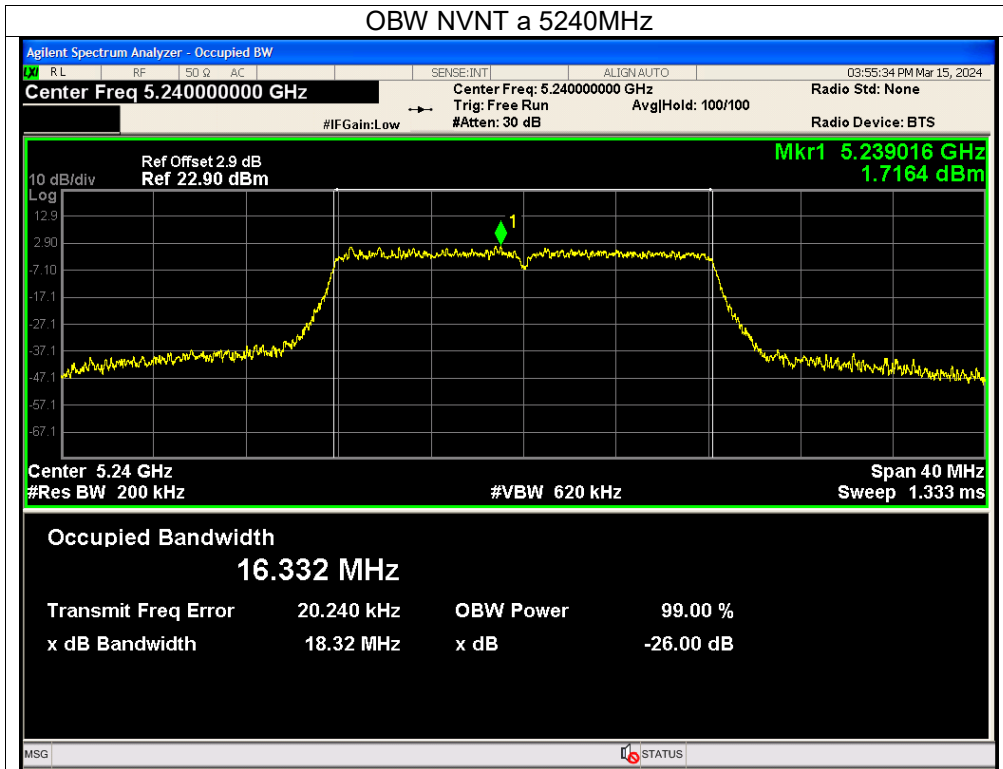 OBW NVNT a 5240MHz
Agilent Spectrum Analyzer - Occupied BW
LXI RL RF 50 Ω AC SENSE:INT ALIGN AUTO 03:55:34 PM Mar 15, 2024
Center Freq 5.240000000 GHz Center Freq: 5.240000000 GHz Radio Std: None
Trig: Free Run Avg|Hold: 100/100
#IFGain:Low #Atten: 30 dB Radio Device: BTS
Mkr1 5.239016 GHz
1.7164 dBm
Ref Offset 2.9 dB
10 dB/div Ref 22.90 dBm
Log
12.9
1
2.90
-7.10
-17.1
-27.1
-37.1
-47.1
-57.1
-67.1
Center 5.24 GHz Span 40 MHz
#Res BW 200 kHz #VBW 620 kHz Sweep 1.333 ms
Occupied Bandwidth
16.332 MHz
Transmit Freq Error 20.240 kHz OBW Power 99.00 %
x dB Bandwidth 18.32 MHz x dB -26.00 dB
MSG STATUS